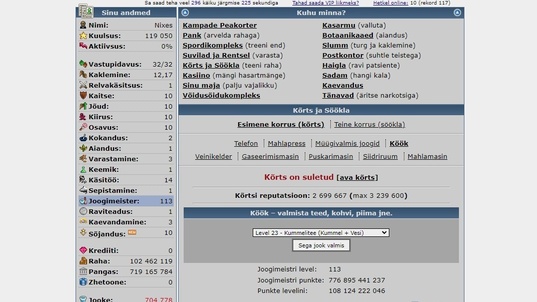 Sa saad teha veel 296 käiku järgmise 225 sekundiga
Tahad saada VIP liikmeks?
Hetkel online: 10 (rekord 117)
Sinu andmed
Nimi: Nixes
Kuulsus: 119 050
Aktiivsus: 0%
Vastupidavus: 32/32
Kaklemine: 12,17
Relvakäsitus: 1
Kaitse: 10
Jõud: 10
Kiirus: 10
Osavus: 10
Kokandus: 2
Aiandus: 1
Varastamine: 3
Keemik: 1
Käsitöö: 14
Sepistamine: 1
Joogimeister: 113
Raviteadus: 1
Kaevandamine: 3
Sõjandus: 10
Krediiti: 0
Raha: 102 462 119
Pangas: 719 165 784
Zhetoone: 0
Jooke: 704 778
Kuhu minna?
Kampade Peakorter
Pank (arvelda rahaga)
Spordikompleks (treeni end)
Suvilad ja Rentsel (varasta)
Körts ja Söökla (teeni raha)
Kasiino (mängi hasartmänge)
Sinu maja (palju vajalikku)
Võidusõidukompleks
Kasarmu (valluta)
Botaanikaaed (aiandus)
Slumm (turg ja kaklemine)
Postkontor (suhtle teistega)
Haigla (ravi patsiente)
Sadam (hangi kala)
Kaevandus
Tänavad (äritse narkotsiga)
Körts ja Söökla
Esimene korrus (körts) Teine korrus (söökla)
Telefon Mahlapress Müügivalmis joogid Köök
Veinikelder Gaseerimismasin Puskarimasin Siidriruum Mahlamasin
Körts on suletud [ava körts]
Körtsi reputatsioon: 2 699 667 (max 3 239 600)
Köök – valmista teed, kohvi, piima jne.
Level 23 - Kummelitee (Kummel + Vesi)
Sega jook valmis
Joogimeistri level: 113
Joogimeistri punkte: 776 895 441 237
Punkte levelini: 108 124 222 046